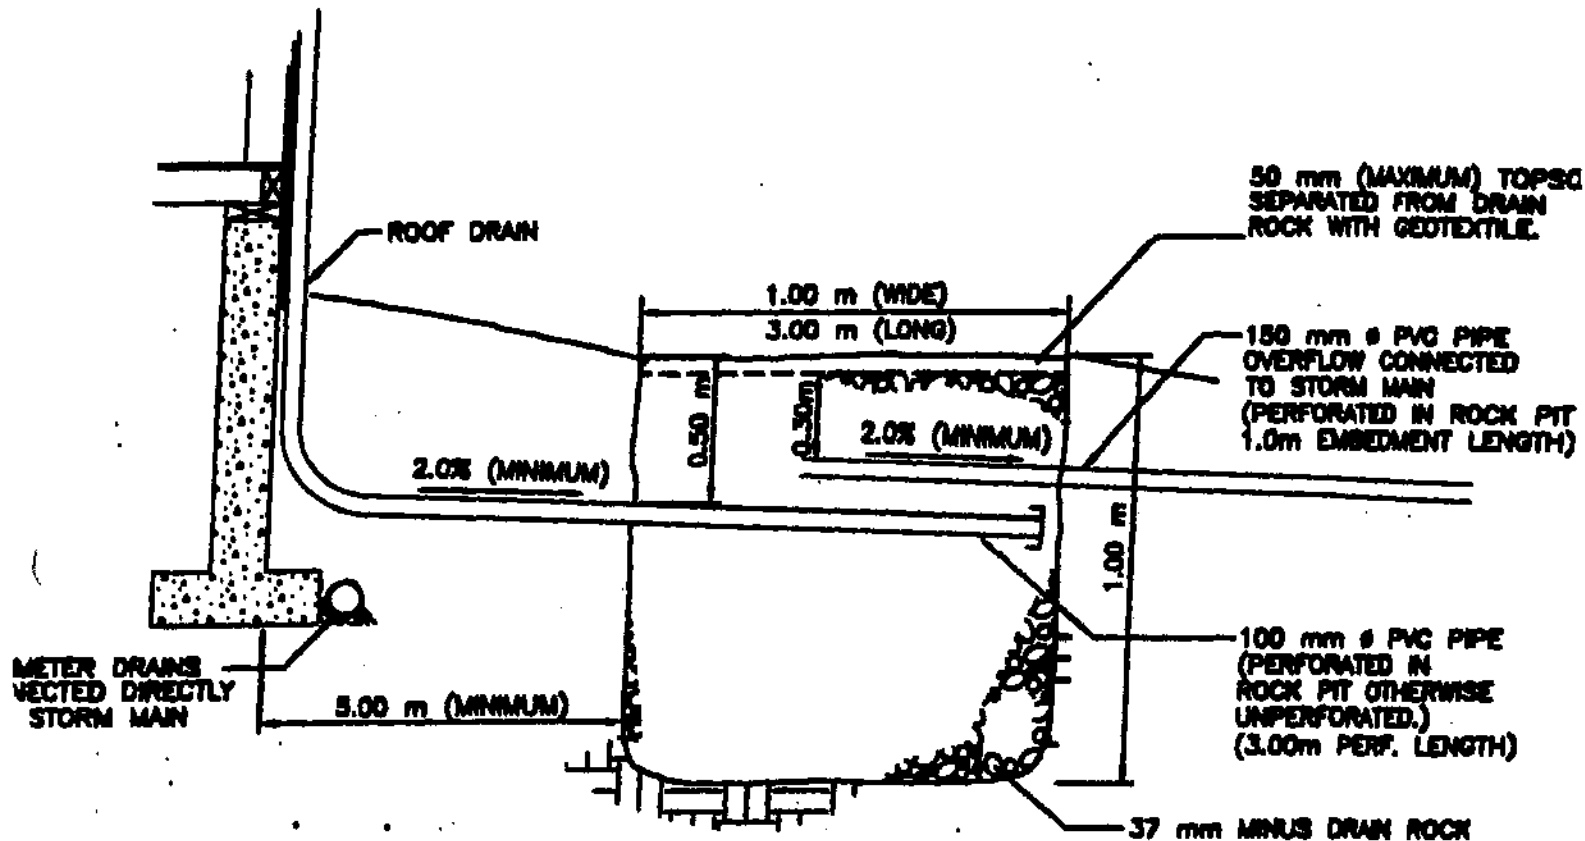 50 mm (MAXIMUM)
SEPARATED FROM DRAIN
ROCK WITH GEOTEXTILE.
ROOF DRAIN
1.00 m (WIDE)
3.00 m (LONG)
150 mm ø PVC PIPE
OVERFLOW CONNECTED
TO STORM MAIN
(PERFORATED IN ROCK PIT
1.0m EMBEDMENT LENGTH)
0.50 m
0.30m
2.0% (MINIMUM)
2.0% (MINIMUM)
1.00 m
100 mm ø PVC PIPE
(PERFORATED IN
ROCK PIT OTHERWISE
UNPERFORATED.)
(3.00m PERF. LENGTH)
METER DRAINS
NECTED DIRECTLY
STORM MAIN
5.00 m (MINIMUM)
37 mm MINUS DRAIN ROCK